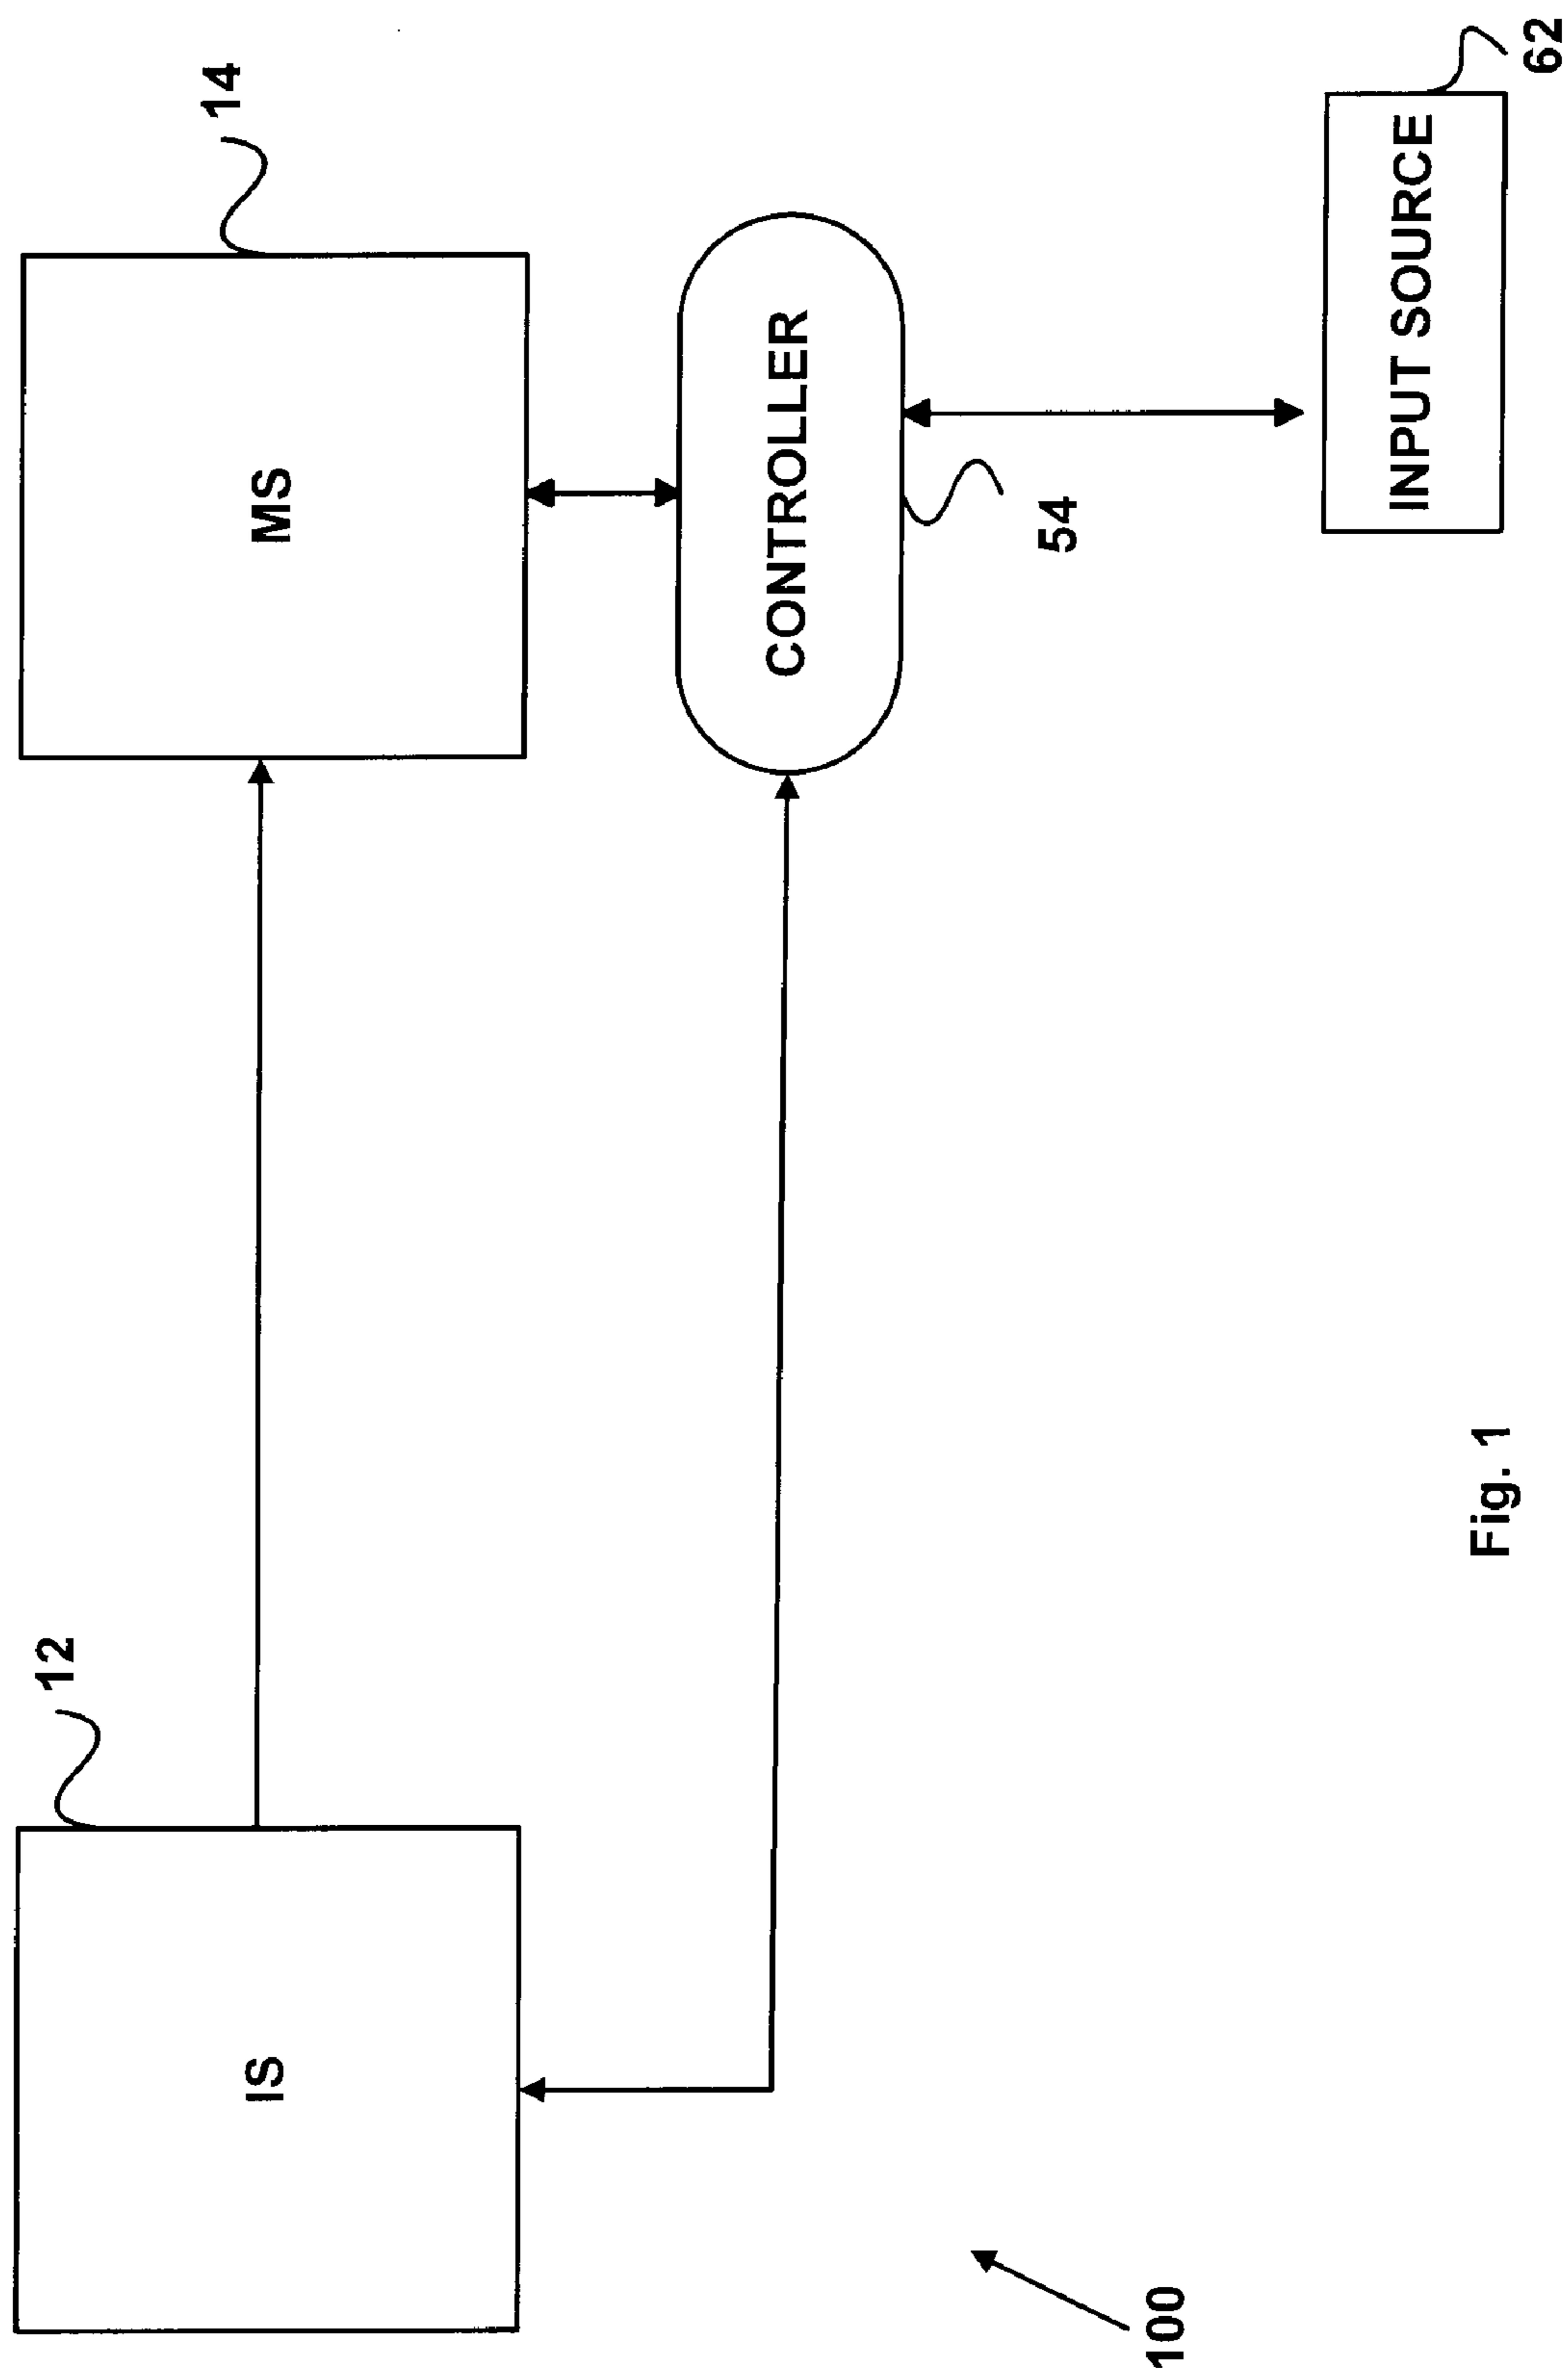 12
14
IS
MS
CONTROLLER
54
INPUT SOURCE
62
100
Fig. 1